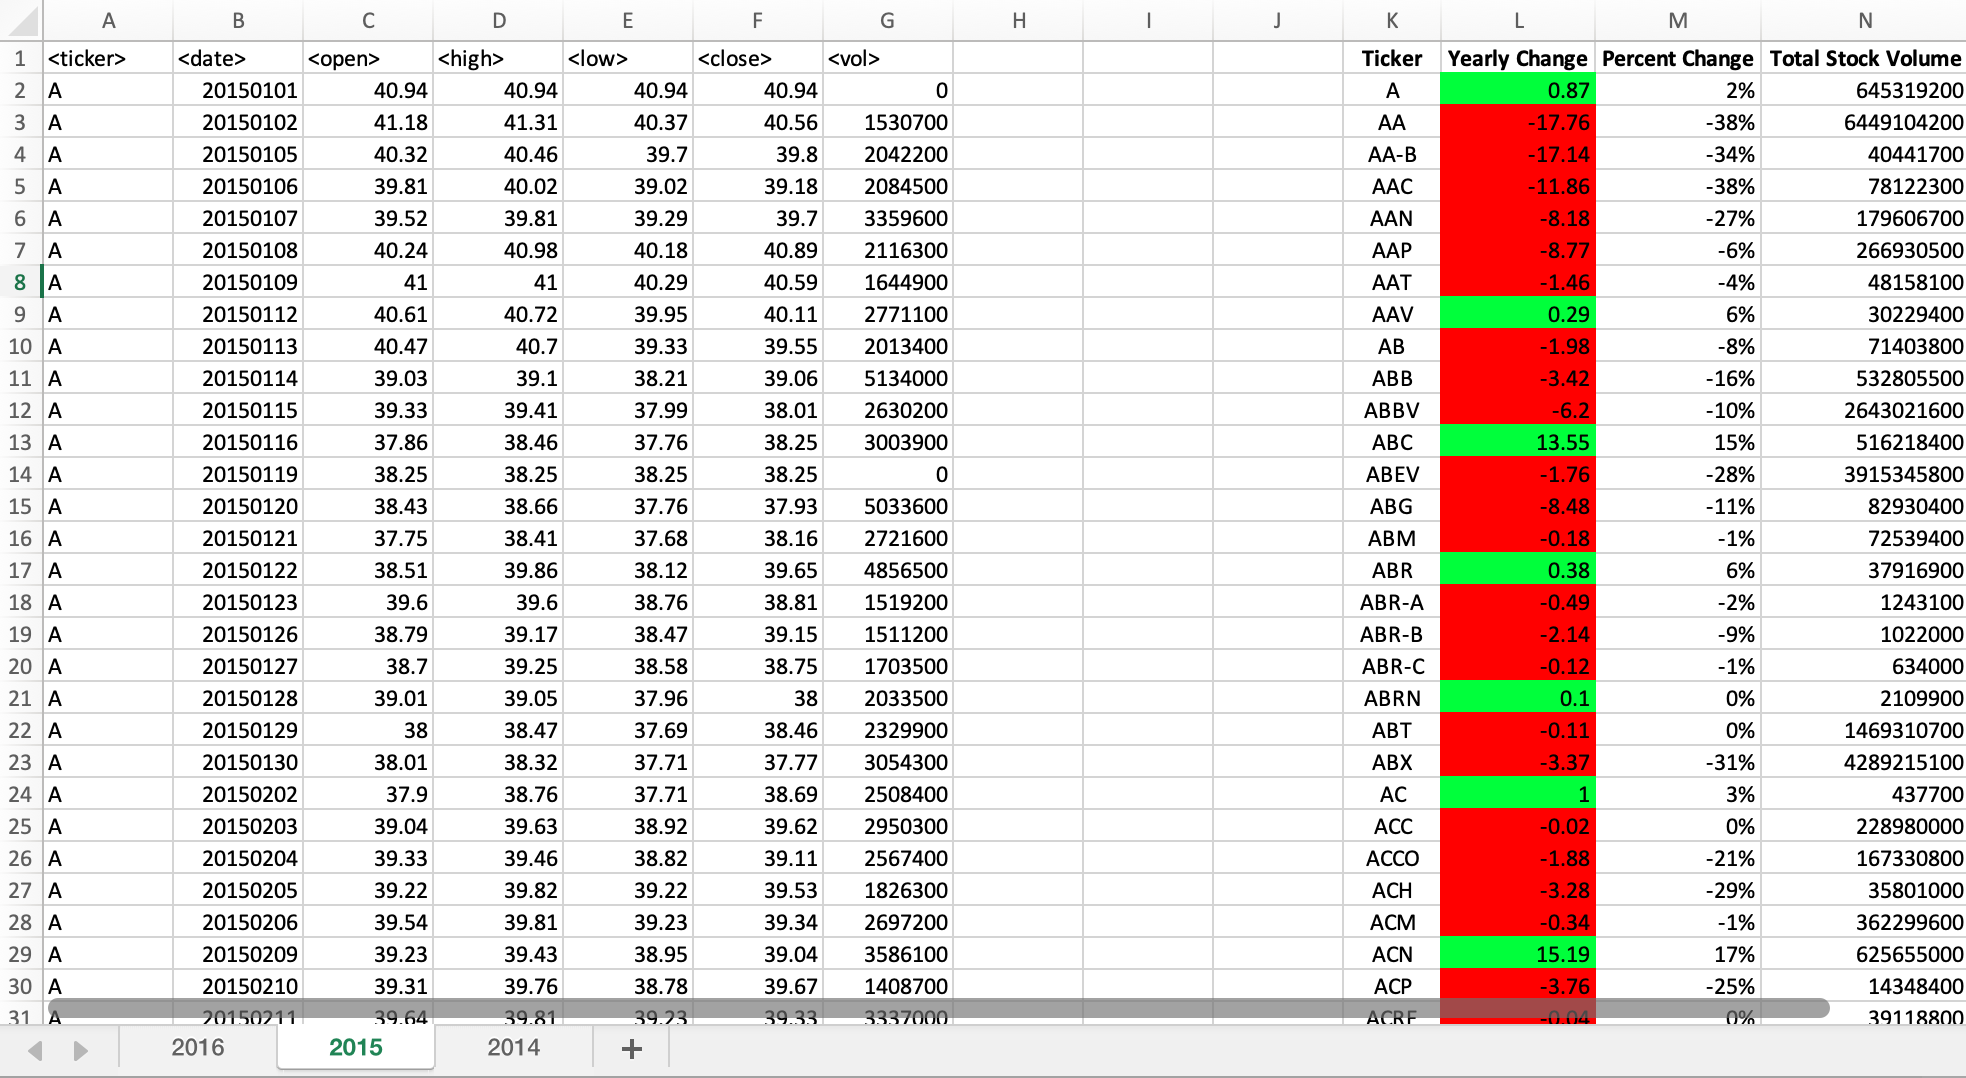 A B C D E F G H I J K L M N
1 <ticker> <date> <open> <high> <low> <close> <vol> Ticker Yearly Change Percent Change Total Stock Volume
2 A 20150101 40.94 40.94 40.94 40.94 0 A 0.87 2% 645319200
3 A 20150102 41.18 41.31 40.37 40.56 1530700 AA -17.76 -38% 6449104200
4 A 20150105 40.32 40.46 39.7 39.8 2042200 AA-B -17.14 -34% 40441700
5 A 20150106 39.81 40.02 39.02 39.18 2084500 AAC -11.86 -38% 78122300
6 A 20150107 39.52 39.81 39.29 39.7 3359600 AAN -8.18 -27% 179606700
7 A 20150108 40.24 40.98 40.18 40.89 2116300 AAP -8.77 -6% 266930500
8 A 20150109 41 41 40.29 40.59 1644900 AAT -1.46 -4% 48158100
9 A 20150112 40.61 40.72 39.95 40.11 2771100 AAV 0.29 6% 30229400
10 A 20150113 40.47 40.7 39.33 39.55 2013400 AB -1.98 -8% 71403800
11 A 20150114 39.03 39.1 38.21 39.06 5134000 ABB -3.42 -16% 532805500
12 A 20150115 39.33 39.41 37.99 38.01 2630200 ABBV -6.2 -10% 2643021600
13 A 20150116 37.86 38.46 37.76 38.25 3003900 ABC 13.55 15% 516218400
14 A 20150119 38.25 38.25 38.25 38.25 0 ABEV -1.76 -28% 3915345800
15 A 20150120 38.43 38.66 37.76 37.93 5033600 ABG -8.48 -11% 82930400
16 A 20150121 37.75 38.41 37.68 38.16 2721600 ABM -0.18 -1% 72539400
17 A 20150122 38.51 39.86 38.12 39.65 4856500 ABR 0.38 6% 37916900
18 A 20150123 39.6 39.6 38.76 38.81 1519200 ABR-A -0.49 -2% 1243100
19 A 20150126 38.79 39.17 38.47 39.15 1511200 ABR-B -2.14 -9% 1022000
20 A 20150127 38.7 39.25 38.58 38.75 1703500 ABR-C -0.12 -1% 634000
21 A 20150128 39.01 39.05 37.96 38 2033500 ABRN 0.1 0% 2109900
22 A 20150129 38 38.47 37.69 38.46 2329900 ABT -0.11 0% 1469310700
23 A 20150130 38.01 38.32 37.71 37.77 3054300 ABX -3.37 -31% 4289215100
24 A 20150202 37.9 38.76 37.71 38.69 2508400 AC 1 3% 437700
25 A 20150203 39.04 39.63 38.92 39.62 2950300 ACC -0.02 0% 228980000
26 A 20150204 39.33 39.46 38.82 39.11 2567400 ACCO -1.88 -21% 167330800
27 A 20150205 39.22 39.82 39.22 39.53 1826300 ACH -3.28 -29% 35801000
28 A 20150206 39.54 39.81 39.23 39.34 2697200 ACM -0.34 -1% 362299600
29 A 20150209 39.23 39.43 38.95 39.04 3586100 ACN 15.19 17% 625655000
30 A 20150210 39.31 39.76 38.78 39.67 1408700 ACP -3.76 -25% 14348400
31 A 20150211 39.64 39.81 39.23 39.33 3337000 -0.04 0% 39118800
2016 2015 2014 +